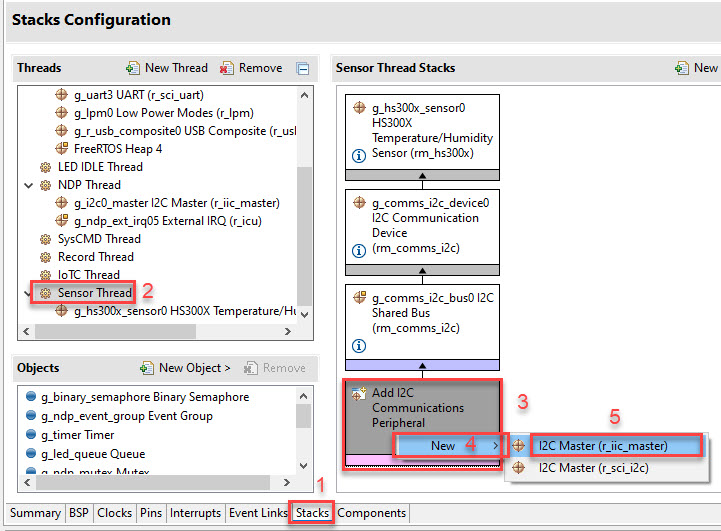 Stacks Configuration
Threads
New Thread
Remove
g_uart3 UART (r_sci_uart)
g_lpm0 Low Power Modes (r_lpm)
g_r_usb_composite0 USB Composite (r_usl
FreeRTOS Heap 4
LED IDLE Thread
NDP Thread
g_i2c0_master I2C Master (r_iic_master)
g_ndp_ext_irq05 External IRQ (r_icu)
SysCMD Thread
Record Thread
IoTC Thread
Sensor Thread
2
g_hs300x_sensor0 HS300X Temperature/Hu
Objects
New Object >
Remove
g_binary_semaphore Binary Semaphore
g_ndp_event_group Event Group
g_timer Timer
g_led_queue Queue
g_ndp_mutex Mutex
Sensor Thread Stacks
New
g_hs300x_sensor0
HS300X
Temperature/Humidity
Sensor (rm_hs300x)
g_comms_i2c_device0
I2C Communication
Device
(rm_comms_i2c)
g_comms_i2c_bus0 I2C
Shared Bus
(rm_comms_i2c)
Add I2C
Communications
Peripheral
3
New
4
5
I2C Master (r_iic_master)
I2C Master (r_sci_i2c)
1
Summary BSP Clocks Pins Interrupts Event Links Stacks Components